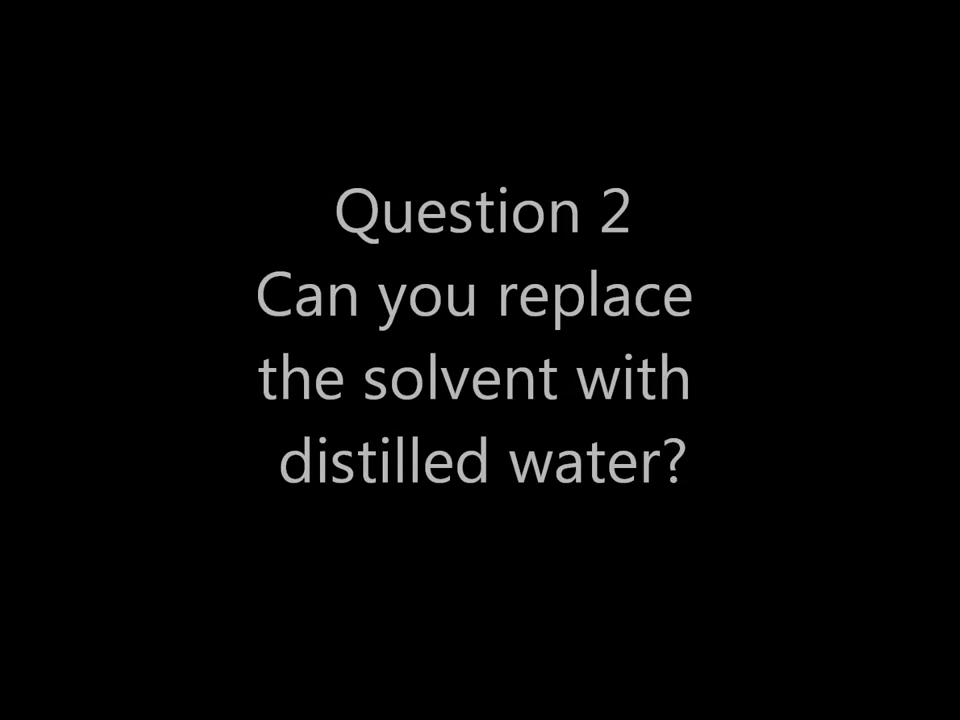 Question 2
Can you replace
the solvent with
distilled water?